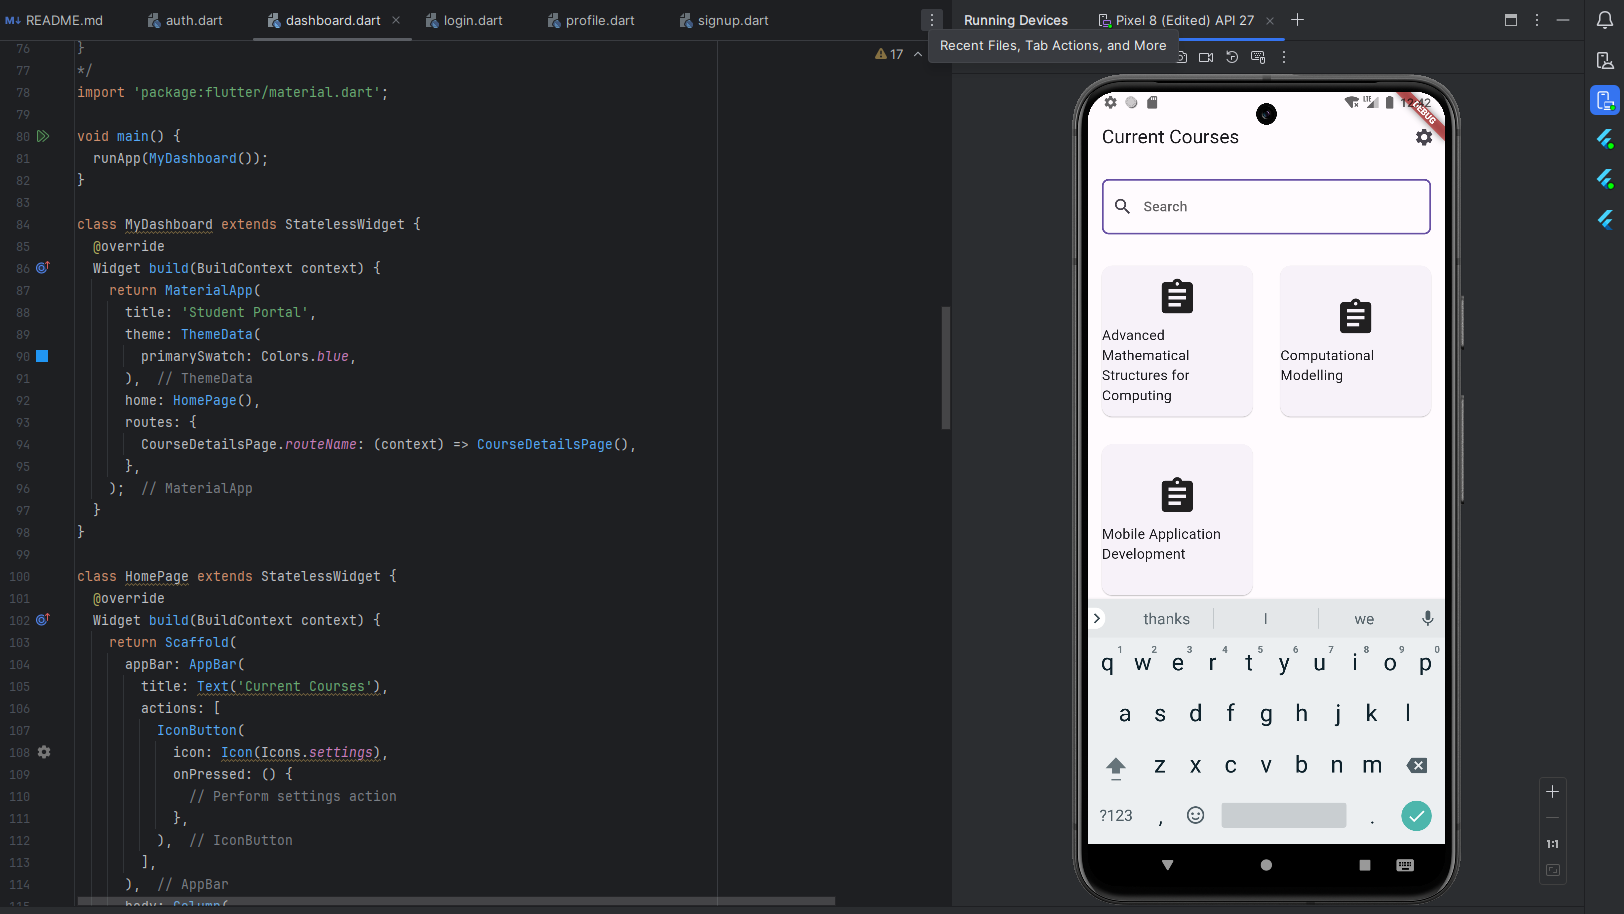 README.md
auth.dart
dashboard.dart
login.dart
profile.dart
signup.dart
Running Devices
Pixel 8 (Edited) API 27
Recent Files, Tab Actions, and More
17
76 }
77 */
78 import 'package:flutter/material.dart';
79
80 void main() {
81 runApp(MyDashboard());
82 }
83
84 class MyDashboard extends StatelessWidget {
85 @override
86 Widget build(BuildContext context) {
87 return MaterialApp(
88 title: 'Student Portal',
89 theme: ThemeData(
90 primarySwatch: Colors.blue,
91 ), // ThemeData
92 home: HomePage(),
93 routes: {
94 CourseDetailsPage.routeName: (context) => CourseDetailsPage(),
95 },
96 ); // MaterialApp
97 }
98 }
99
100 class HomePage extends StatelessWidget {
101 @override
102 Widget build(BuildContext context) {
103 return Scaffold(
104 appBar: AppBar(
105 title: Text('Current Courses'),
106 actions: [
107 IconButton(
108 icon: Icon(Icons.settings),
109 onPressed: () {
110 // Perform settings action
111 },
112 ), // IconButton
113 ],
114 ), // AppBar
115 body: Column(
LTE
12:42
DEBUG
Current Courses
Search
Advanced
Mathematical
Structures for
Computing
Computational
Modelling
Mobile Application
Development
thanks
I
we
1 2 3 4 5 6 7 8 9 0
q w e r t y u i o p
a s d f g h j k l
z x c v b n m
?123 , .
1:1